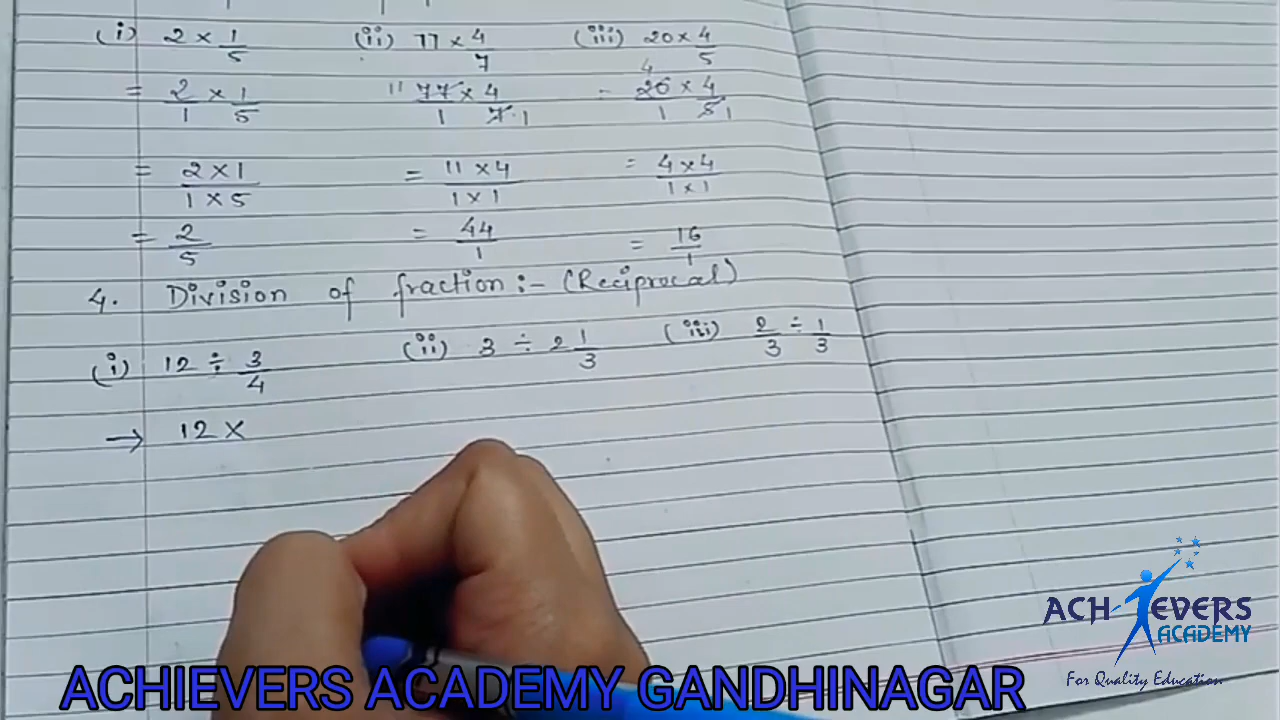 (i) 2 × 1/5 (ii) 77 × 4/7 (iii) 20 × 4/5
= 2/1 × 1/5 11 77/1 × 4/7 1 = 4 20/1 × 4/5 1
= 2 × 1/1 × 5 = 11 × 4/1 × 1 = 4 × 4/1 × 1
= 2/5 = 44/1 = 16/1
4. Division of fraction :- (Reciprocal)
(i) 12 ÷ 3/4 (ii) 3 ÷ 2 1/3 (iii) 2/3 ÷ 1/3
→ 12 ×
ACHIEVERS
ACADEMY
For Quality Education
ACHIEVERS ACADEMY GANDHINAGAR